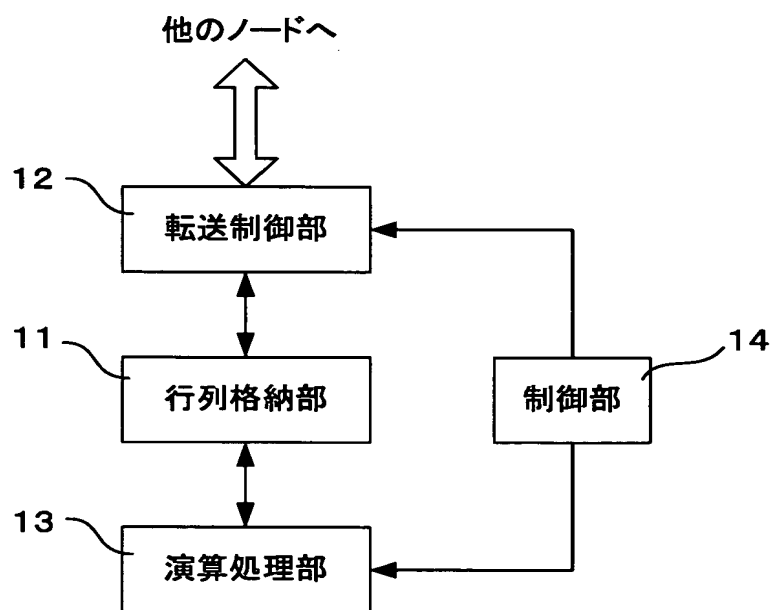 他のノードへ
12
転送制御部
11
行列格納部
14
制御部
13
演算処理部